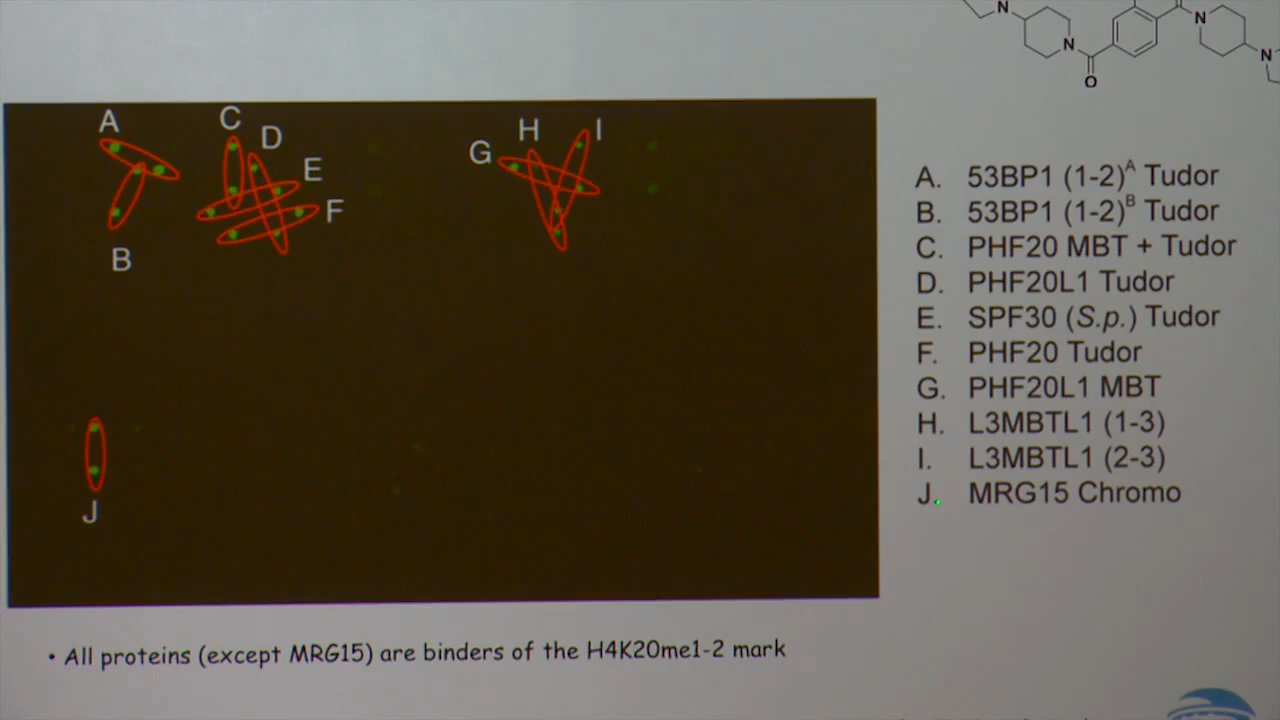 N
N
N
N
O
A
B
C
D
E
F
G
H
I
J
A. 53BP1 (1-2)ᴬ Tudor
B. 53BP1 (1-2)ᴮ Tudor
C. PHF20 MBT + Tudor
D. PHF20L1 Tudor
E. SPF30 (S.p.) Tudor
F. PHF20 Tudor
G. PHF20L1 MBT
H. L3MBTL1 (1-3)
I. L3MBTL1 (2-3)
J. MRG15 Chromo
• All proteins (except MRG15) are binders of the H4K20me1-2 mark